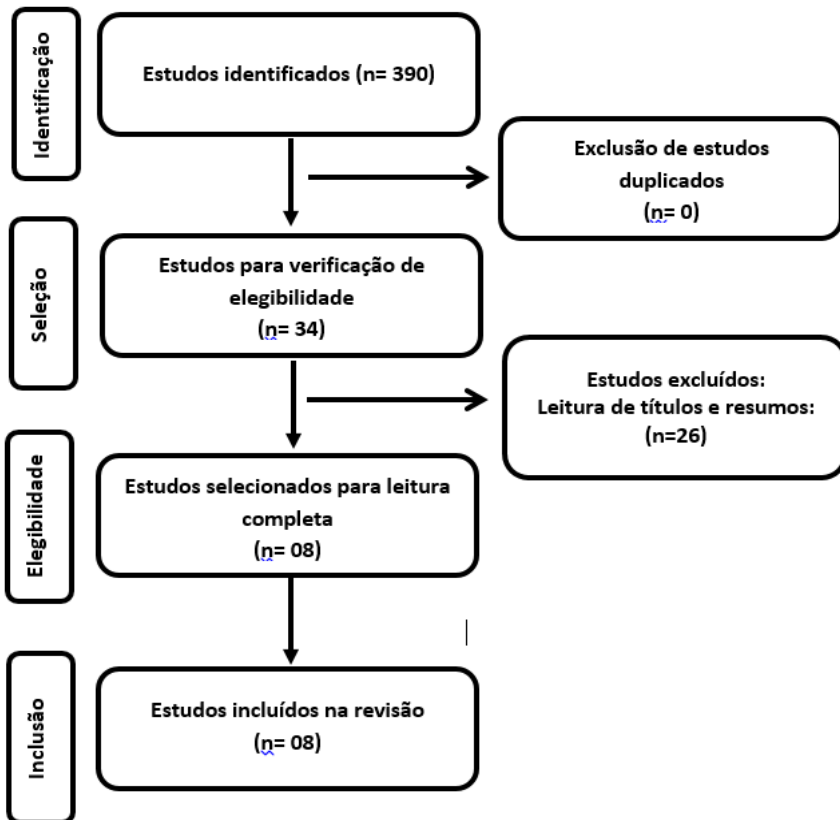 Identificação
Estudos identificados (n= 390)
Exclusão de estudos
duplicados
(n= 0)
Seleção
Estudos para verificação de
elegibilidade
(n= 34)
Estudos excluídos:
Leitura de títulos e resumos:
(n=26)
Elegibilidade
Estudos selecionados para leitura
completa
(n= 08)
Inclusão
Estudos incluídos na revisão
(n= 08)